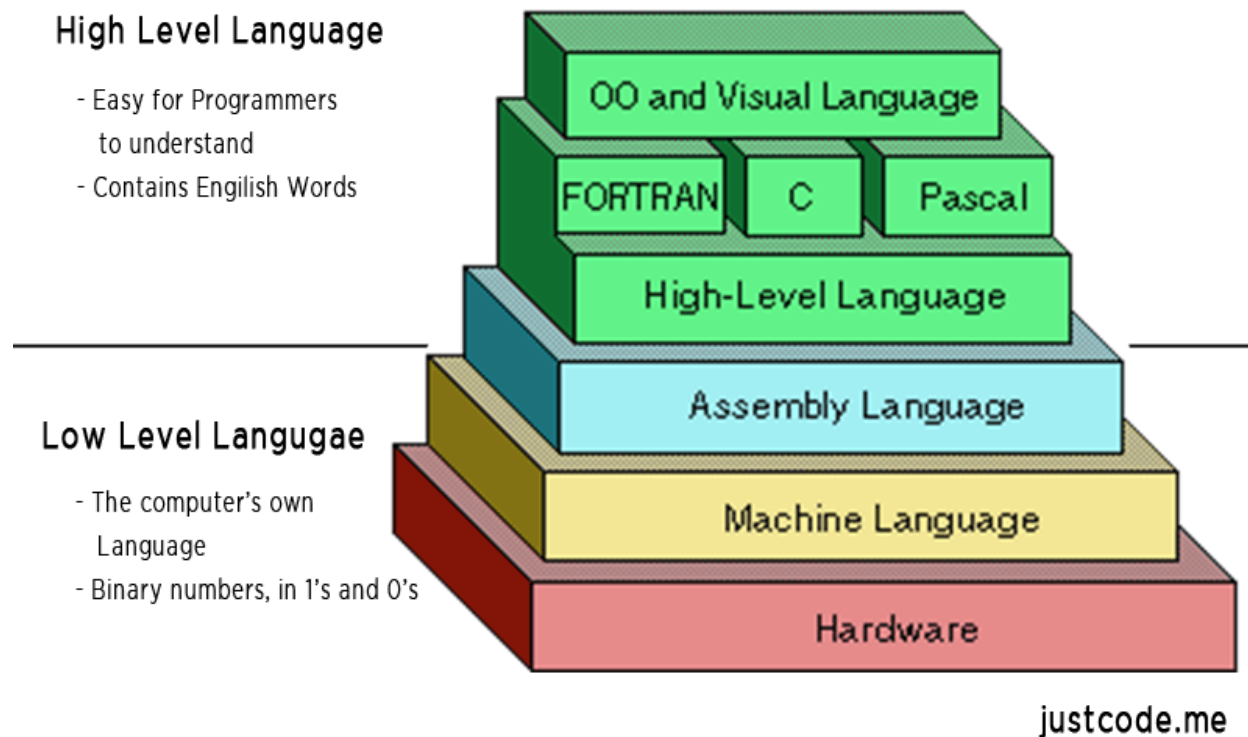 High Level Language
- Easy for Programmers
to understand
- Contains Engilish Words
OO and Visual Language
FORTRAN
C
Pascal
High-Level Language
Assembly Language
Low Level Langugae
- The computer's own
Language
- Binary numbers, in 1's and 0's
Machine Language
Hardware
justcode.me